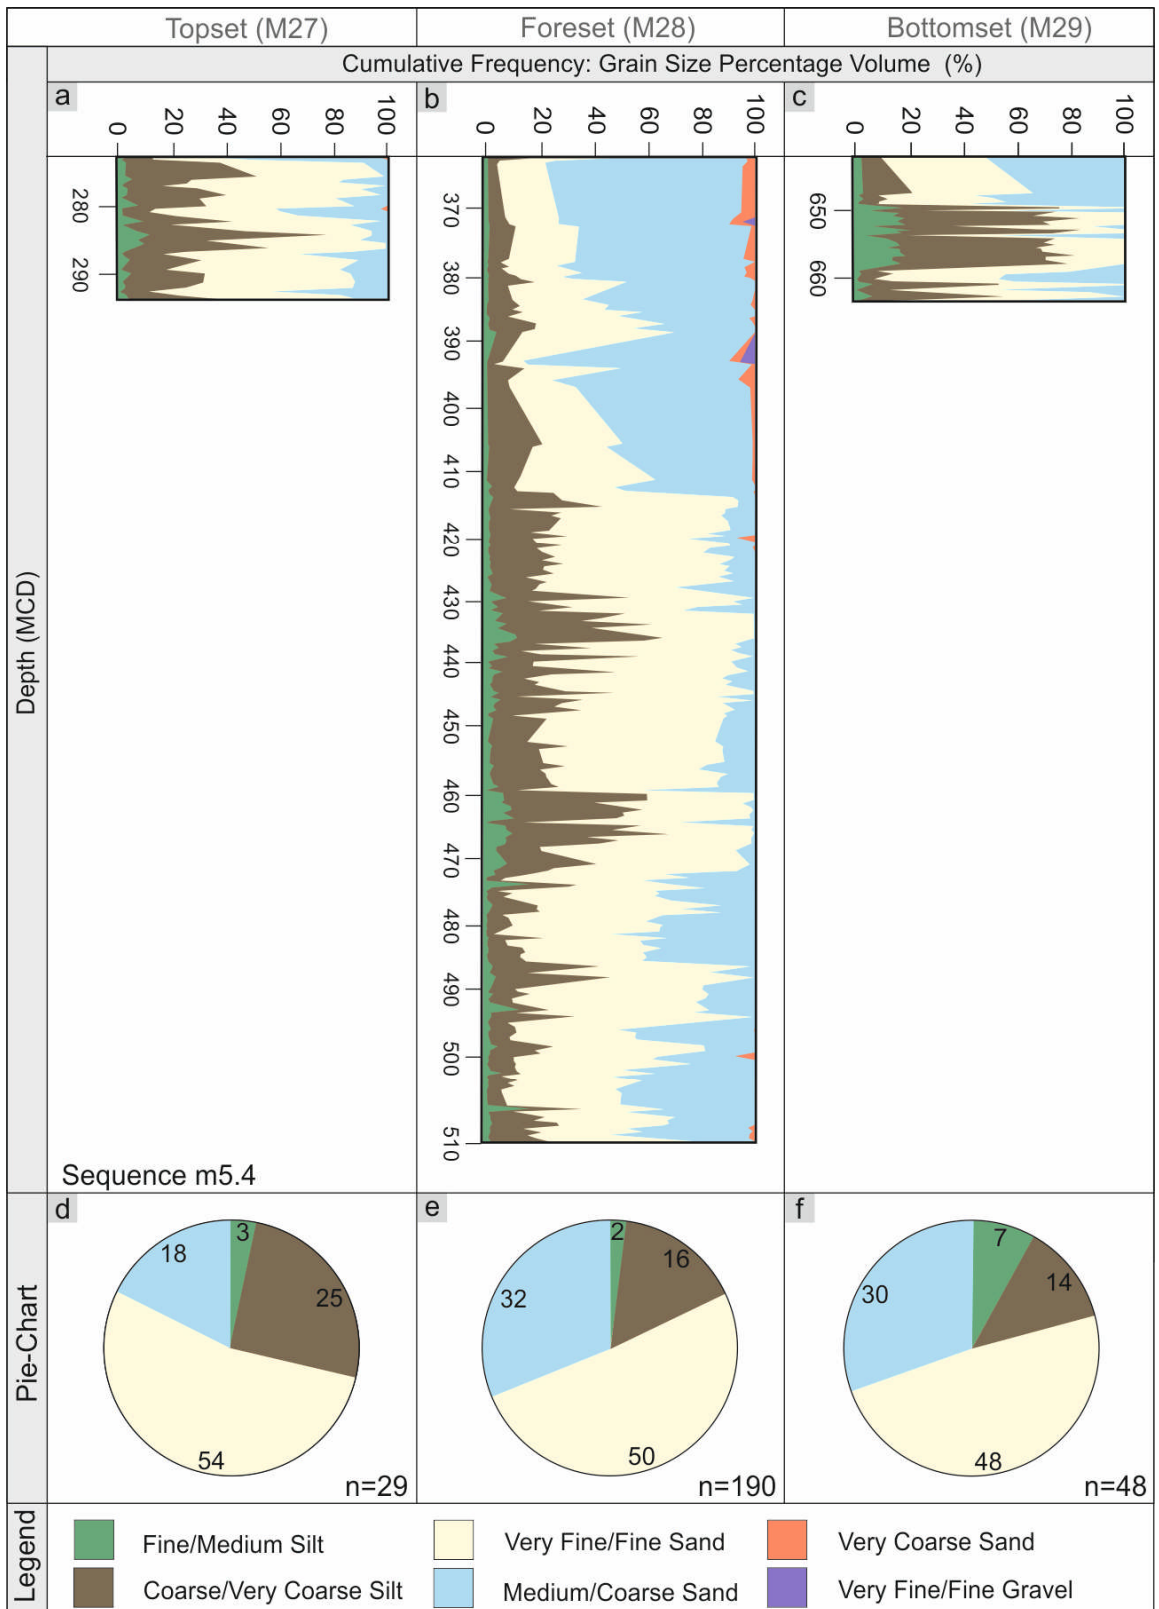 Topset (M27) Foreset (M28) Bottomset (M29)
Cumulative Frequency: Grain Size Percentage Volume (%)
a b c
0 20 40 60 80 100 0 20 40 60 80 100 0 20 40 60 80 100
280
290
370
380
390
400
410
420
430
440
450
460
470
480
490
500
510
650
660
Depth (MCD)
Sequence m5.4
d e f
3
25
54
18
n=29
2
16
50
32
n=190
7
14
48
30
n=48
Pie-Chart
Legend
Fine/Medium Silt Very Fine/Fine Sand Very Coarse Sand
Coarse/Very Coarse Silt Medium/Coarse Sand Very Fine/Fine Gravel